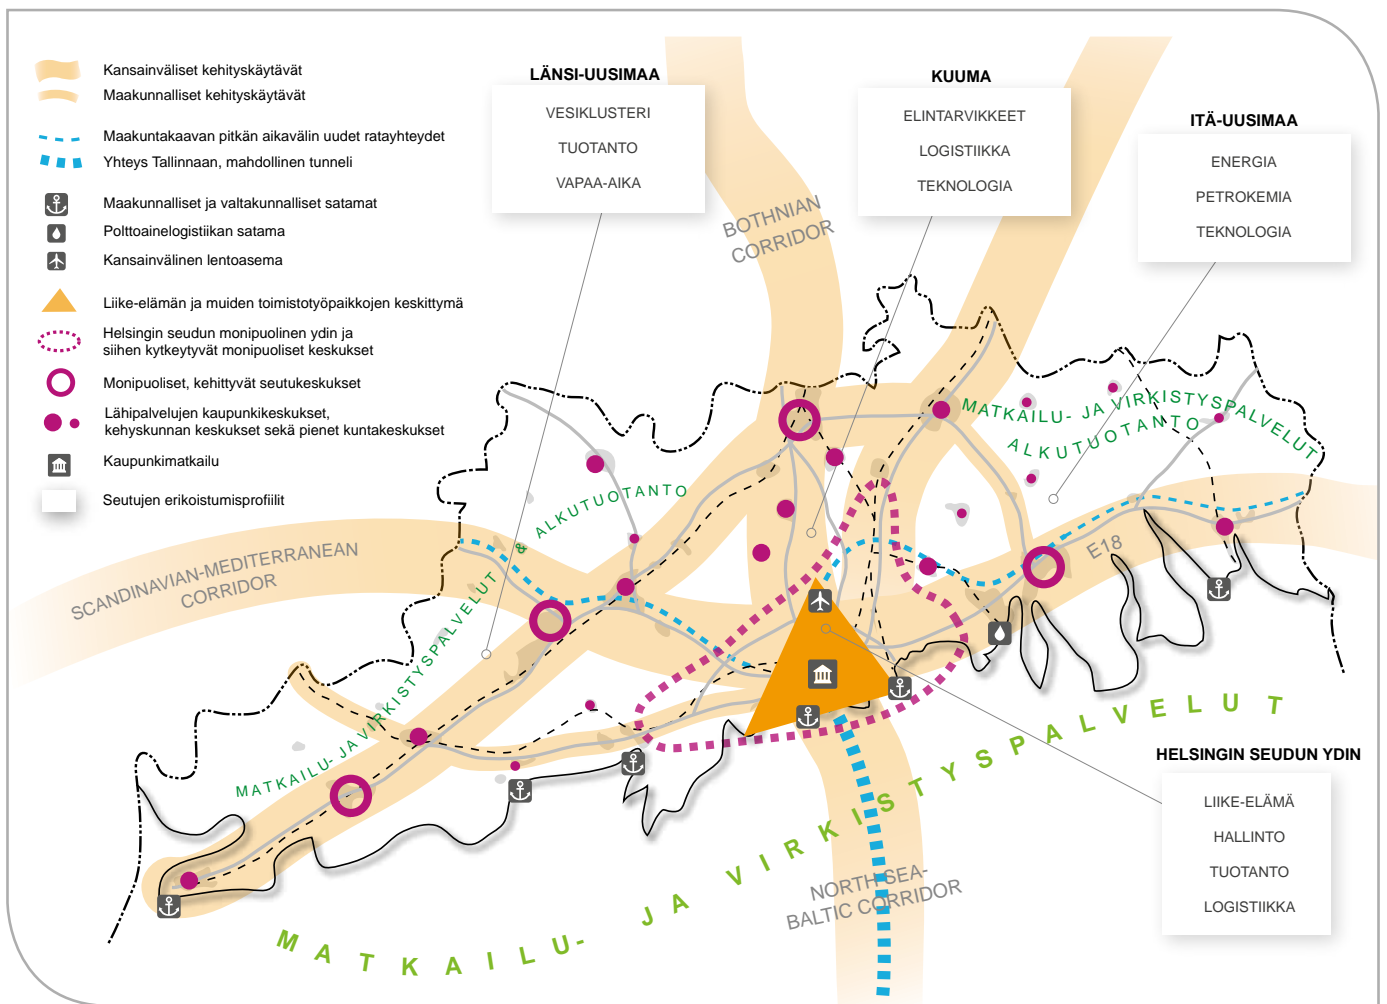 Kansainväliset kehityskäytävät
Maakunnalliset kehityskäytävät
Maakuntakaavan pitkän aikavälin uudet ratayhteydet
Yhteys Tallinnaan, mahdollinen tunneli
Maakunnalliset ja valtakunnalliset satamat
Polttoainelogistiikan satama
Kansainvälinen lentoasema
Liike-elämän ja muiden toimistotyöpaikkojen keskittymä
Helsingin seudun monipuolinen ydin ja
siihen kytkeytyvät monipuoliset keskukset
Monipuoliset, kehittyvät seutukeskukset
Lähipalvelujen kaupunkikeskukset,
kehyskunnan keskukset sekä pienet kuntakeskukset
Kaupunkimatkailu
Seutujen erikoistumisprofiilit
LÄNSI-UUSIMAA
VESIKLUSTERI
TUOTANTO
VAPAA-AIKA
KUUMA
ELINTARVIKKEET
LOGISTIIKKA
TEKNOLOGIA
ITÄ-UUSIMAA
ENERGIA
PETROKEMIA
TEKNOLOGIA
BOTHNIAN
CORRIDOR
MATKAILU- JA VIRKISTYSPALVELUT
ALKUTUOTANTO
SCANDINAVIAN-MEDITERRANEAN
CORRIDOR
MATKAILU- JA VIRKISTYSPALVELUT & ALKUTUOTANTO
E18
MATKAILU- JA VIRKISTYSPALVELUT
NORTH SEA-
BALTIC CORRIDOR
HELSINGIN SEUDUN YDIN
LIIKE-ELÄMÄ
HALLINTO
TUOTANTO
LOGISTIIKKA